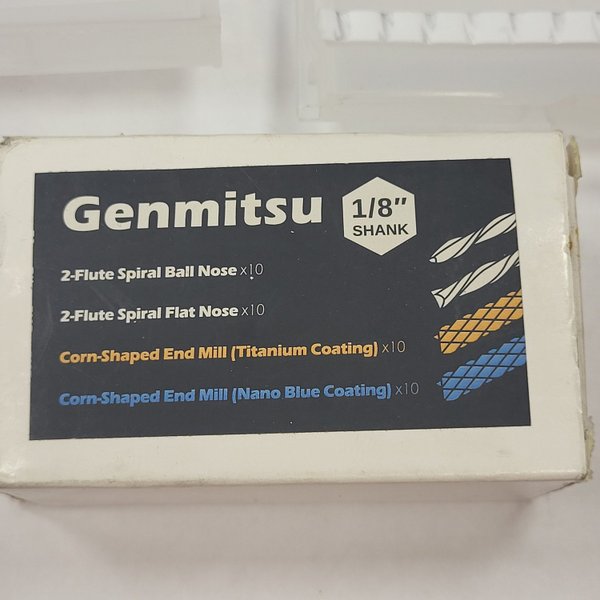 Genmitsu
1/8"
SHANK
2-Flute Spiral Ball Nose x10
2-Flute Spiral Flat Nose x10
Corn-Shaped End Mill (Titanium Coating) x10
Corn-Shaped End Mill (Nano Blue Coating) x10